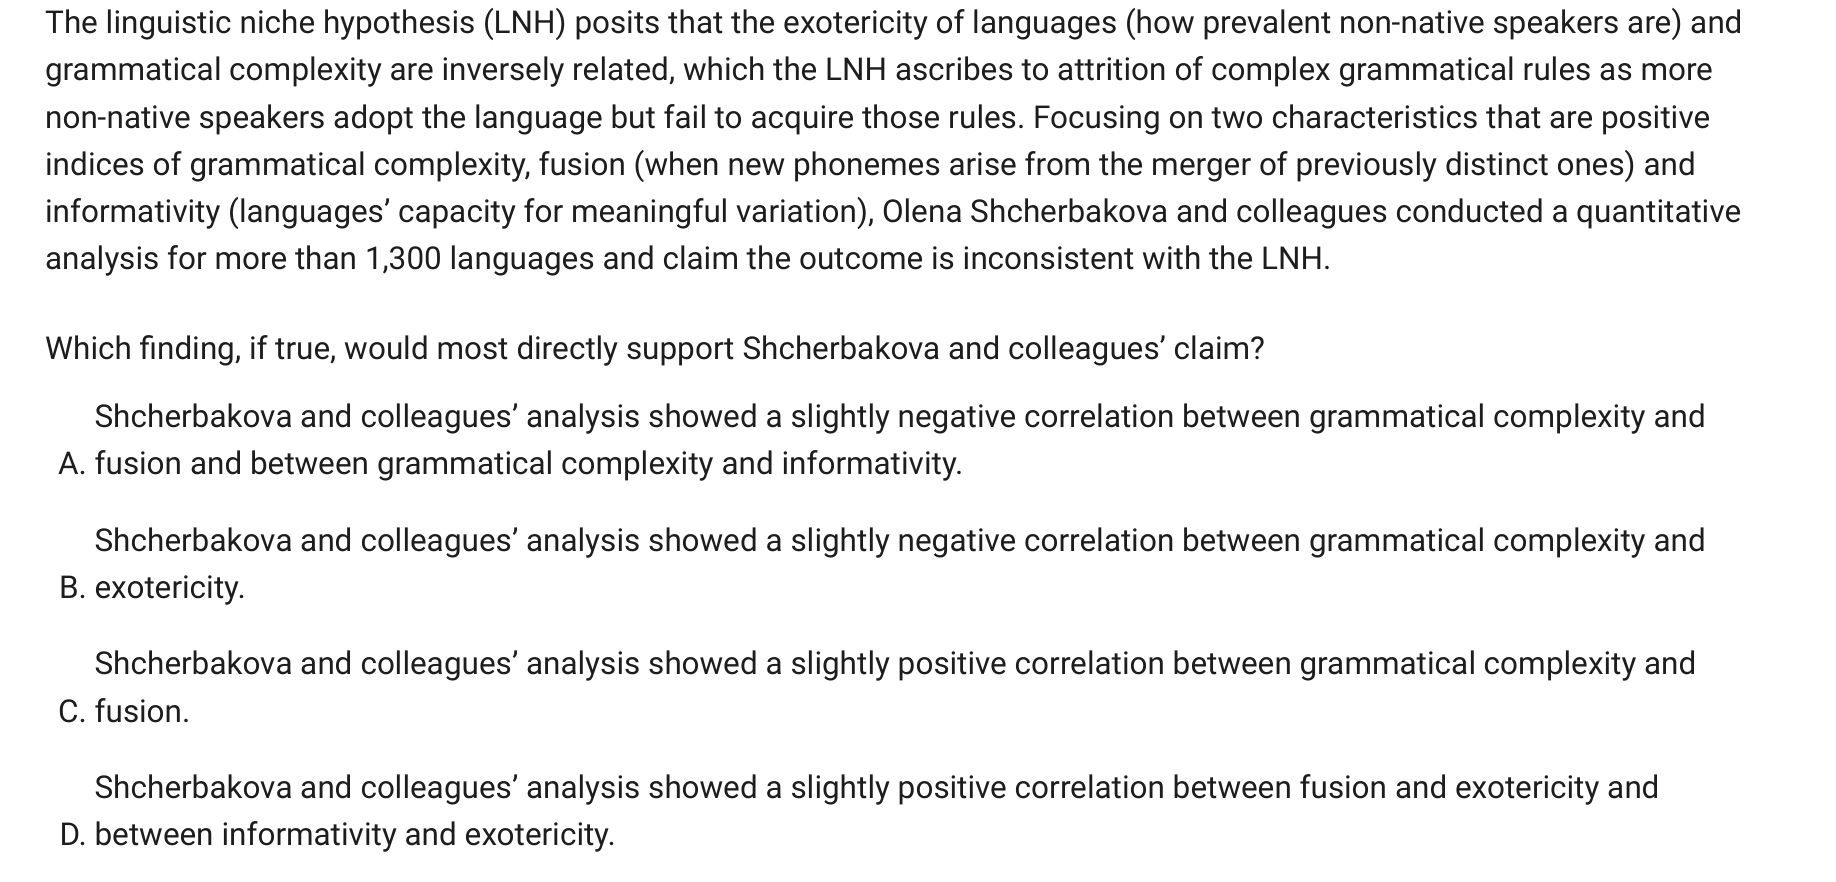 The linguistic niche hypothesis (LNH) posits that the exotericity of languages (how prevalent non-native speakers are) and
grammatical complexity are inversely related, which the LNH ascribes to attrition of complex grammatical rules as more
non-native speakers adopt the language but fail to acquire those rules. Focusing on two characteristics that are positive
indices of grammatical complexity, fusion (when new phonemes arise from the merger of previously distinct ones) and
informativity (languages’ capacity for meaningful variation), Olena Shcherbakova and colleagues conducted a quantitative
analysis for more than 1,300 languages and claim the outcome is inconsistent with the LNH.
Which finding, if true, would most directly support Shcherbakova and colleagues’ claim?
Shcherbakova and colleagues’ analysis showed a slightly negative correlation between grammatical complexity and
A. fusion and between grammatical complexity and informativity.
Shcherbakova and colleagues’ analysis showed a slightly negative correlation between grammatical complexity and
B. exotericity.
Shcherbakova and colleagues’ analysis showed a slightly positive correlation between grammatical complexity and
C. fusion.
Shcherbakova and colleagues’ analysis showed a slightly positive correlation between fusion and exotericity and
D. between informativity and exotericity.